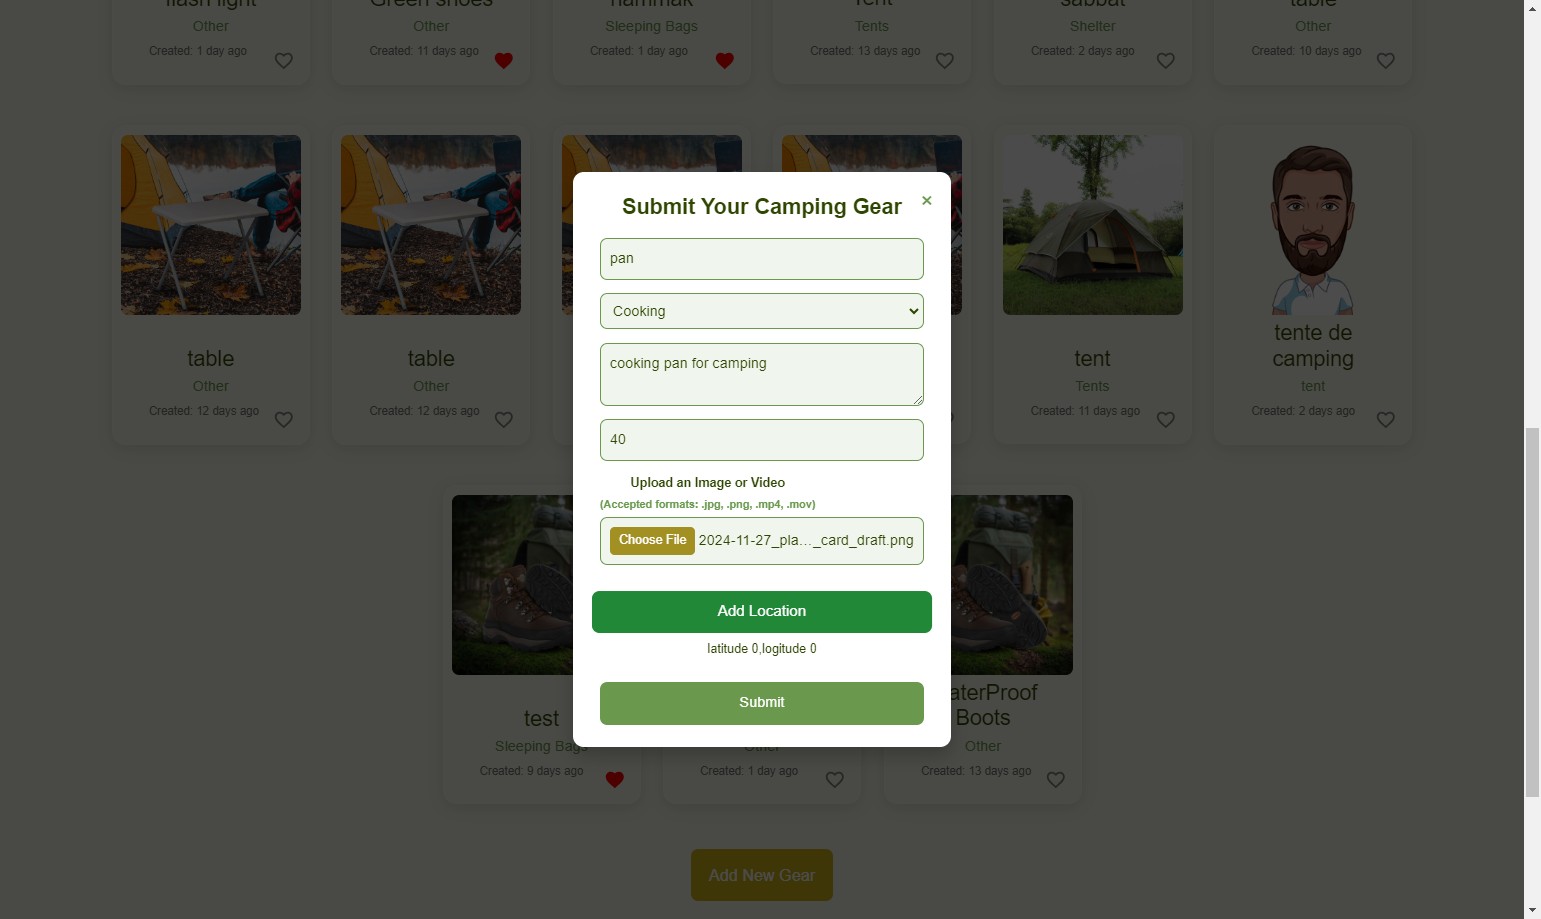 flash light
Green shoes
hammak
Tent
sabbat
table
Other
Other
Sleeping Bags
Tents
Shelter
Other
Created: 1 day ago
Created: 11 days ago
Created: 1 day ago
Created: 13 days ago
Created: 2 days ago
Created: 10 days ago
Submit Your Camping Gear
×
pan
Cooking
cooking pan for camping
40
Upload an Image or Video
(Accepted formats: .jpg, .png, .mp4, .mov)
Choose File 2024-11-27_pla…_card_draft.png
Add Location
latitude 0,logitude 0
Submit
table
Other
Created: 12 days ago
table
Other
Created: 12 days ago
tent
Tents
Created: 11 days ago
tente de
camping
tent
Created: 2 days ago
test
Sleeping Bags
Created: 9 days ago
Other
Created: 1 day ago
aterProof
Boots
Other
Created: 13 days ago
Add New Gear